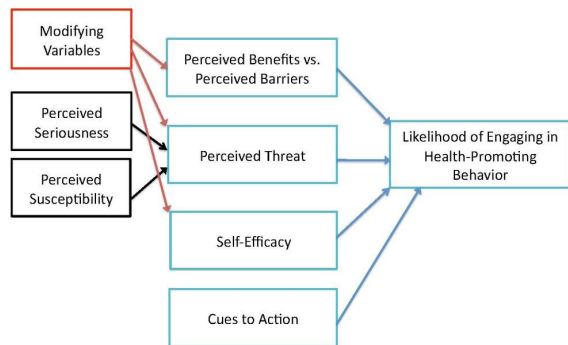 Modifying
Variables
Perceived Benefits vs.
Perceived Barriers
Perceived
Seriousness
Perceived
Susceptibility
Perceived Threat
Likelihood of Engaging in
Health-Promoting
Behavior
Self-Efficacy
Cues to Action